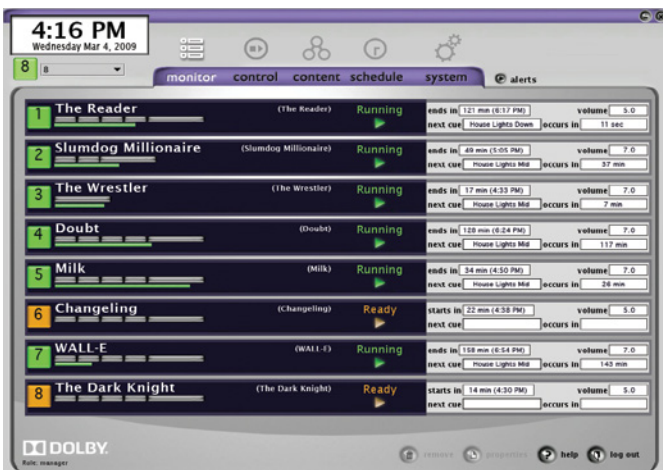 4:16 PM
Wednesday Mar 4, 2009
8 8
monitor control content schedule system alerts
1 The Reader (The Reader) Running ends in 121 min (6:17 PM) volume 5.0
next cue House Lights Down occurs in 11 sec
2 Slumdog Millionaire (Slumdog Millionaire) Running ends in 49 min (5:05 PM) volume 7.0
next cue House Lights Mid occurs in 37 min
3 The Wrestler (The Wrestler) Running ends in 17 min (4:33 PM) volume 7.0
next cue House Lights Mid occurs in 7 min
4 Doubt (Doubt) Running ends in 128 min (6:24 PM) volume 7.0
next cue House Lights Mid occurs in 117 min
5 Milk (Milk) Running ends in 34 min (4:50 PM) volume 7.0
next cue House Lights Mid occurs in 26 min
6 Changeling (Changeling) Ready starts in 22 min (4:38 PM) volume 5.0
next cue occurs in
7 WALL-E (WALL-E) Running ends in 158 min (6:54 PM) volume 7.0
next cue House Lights Mid occurs in 143 min
8 The Dark Knight (The Dark Knight) Ready starts in 14 min (4:30 PM) volume 5.0
next cue occurs in
DOLBY
Role: manager
remove properties help log out